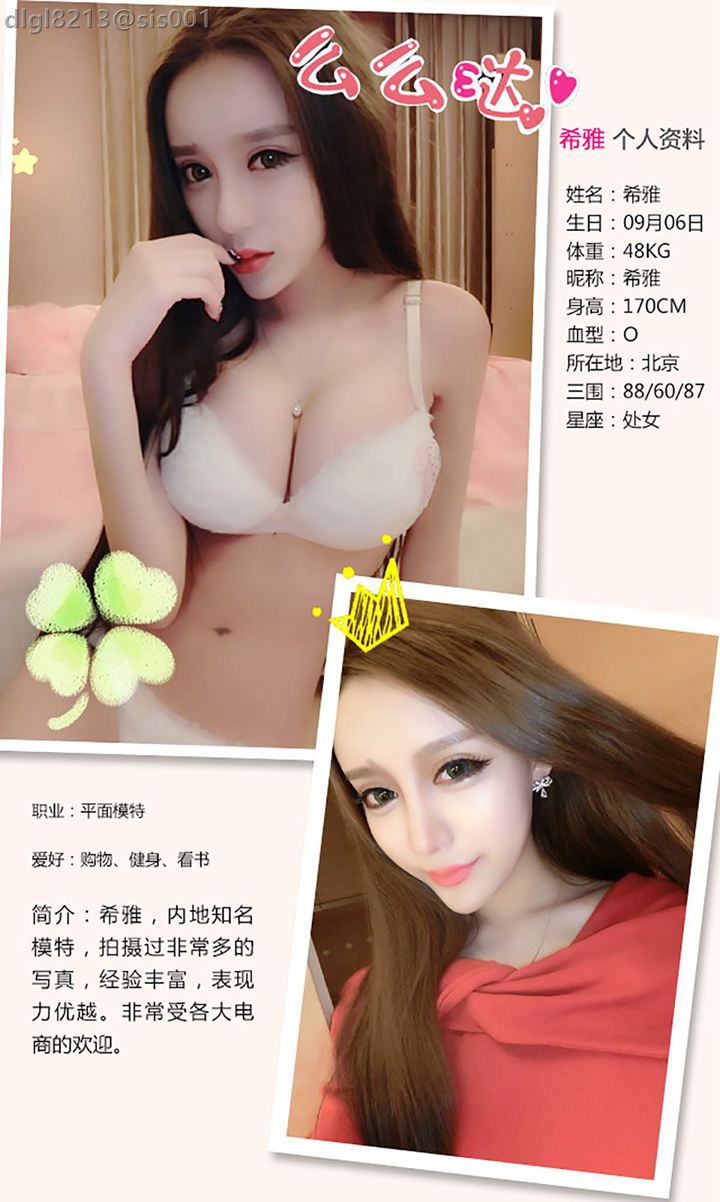 dlgl8213@sis001
么么哒
希雅 个人资料
姓名：希雅
生日：09月06日
体重：48KG
昵称：希雅
身高：170CM
血型：O
所在地：北京
三围：88/60/87
星座：处女
职业：平面模特
爱好：购物、健身、看书
简介：希雅，内地知名
模特，拍摄过非常多的
写真，经验丰富，表现
力优越。非常受各大电
商的欢迎。